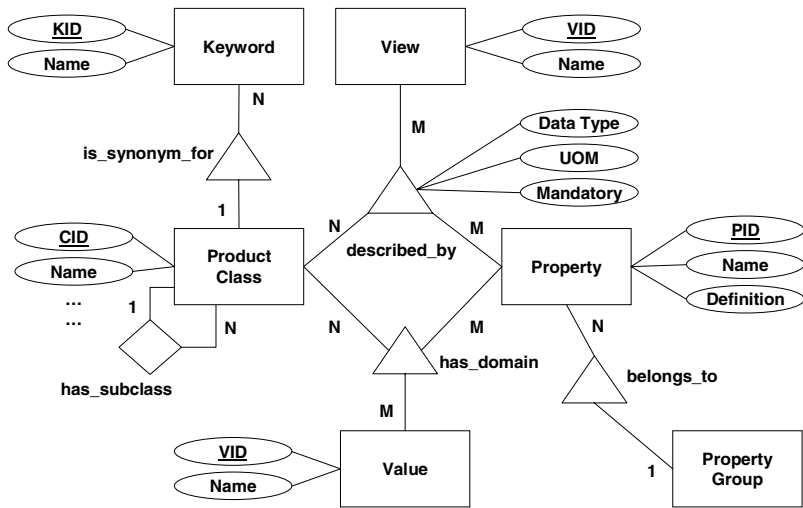 KID
Name
Keyword
View
VID
Name
N
M
Data Type
UOM
Mandatory
is_synonym_for
1
N
M
CID
Name
...
...
Product
Class
described_by
Property
PID
Name
Definition
1
N
N
M
N
has_subclass
has_domain
belongs_to
M
VID
Name
Value
1
Property
Group